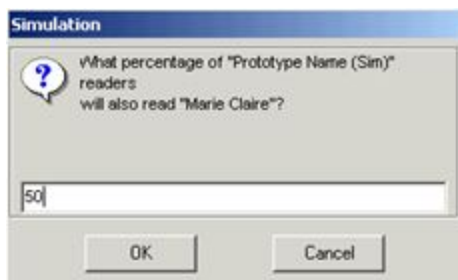 Simulation
What percentage of "Prototype Name (Sim)"
readers
will also read "Marie Claire"?
50
OK
Cancel